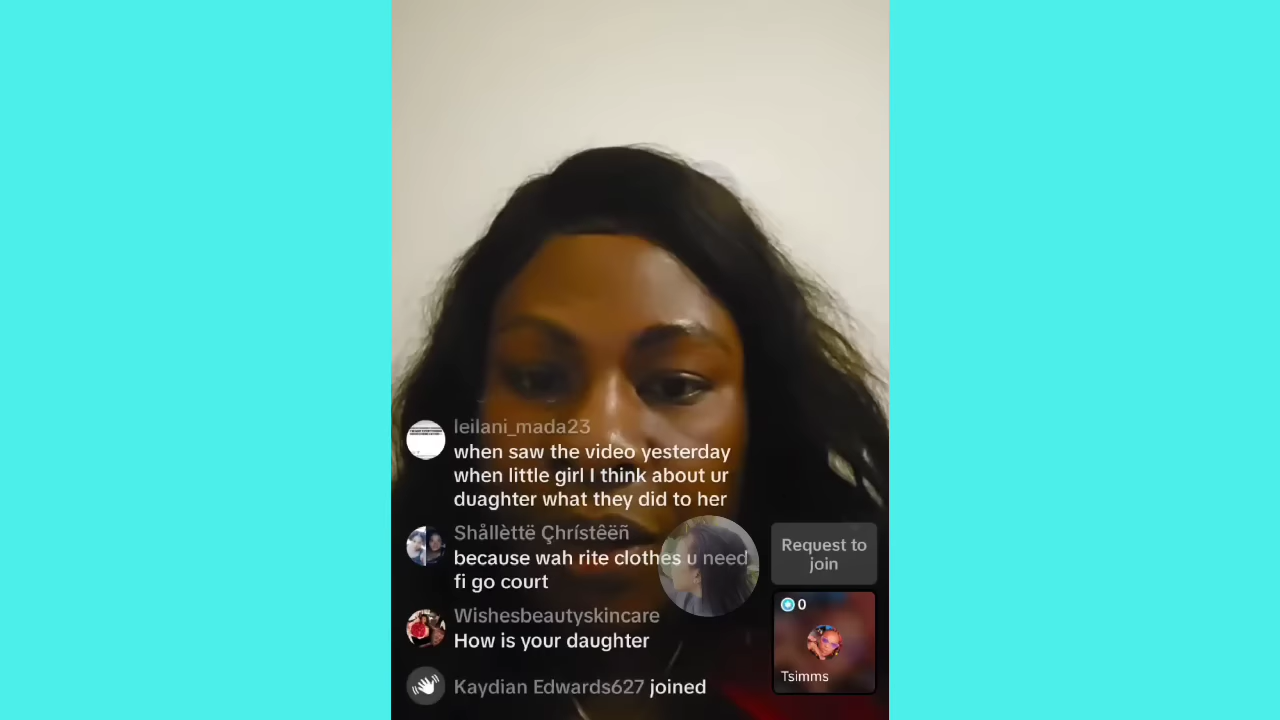 leilani_mada23
when saw the video yesterday
when little girl I think about ur
duaghter what they did to her
Shållèttë Çhrístêëñ
because wah rite clothes u need
fi go court
Wishesbeautyskincare
How is your daughter
Kaydian Edwards627 joined
Request to
join
0
Tsimms